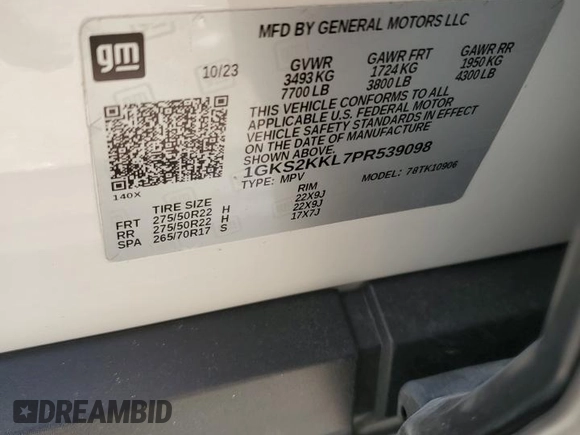 gm
MFD BY GENERAL MOTORS LLC
10/23
GVWR GAWR FRT GAWR RR
3493 KG 1724 KG 1950 KG
7700 LB 3800 LB 4300 LB
THIS VEHICLE CONFORMS TO ALL
APPLICABLE U.S. FEDERAL MOTOR
VEHICLE SAFETY STANDARDS IN EFFECT
ON THE DATE OF MANUFACTURE
SHOWN ABOVE.
1GKS2KKL7PR539098
TYPE: MPV MODEL: 78TK10906
140X
TIRE SIZE RIM
FRT 275/50R22 H 22X9J
RR 275/50R22 H 22X9J
SPA 265/70R17 S 17X7J
DREAMBID